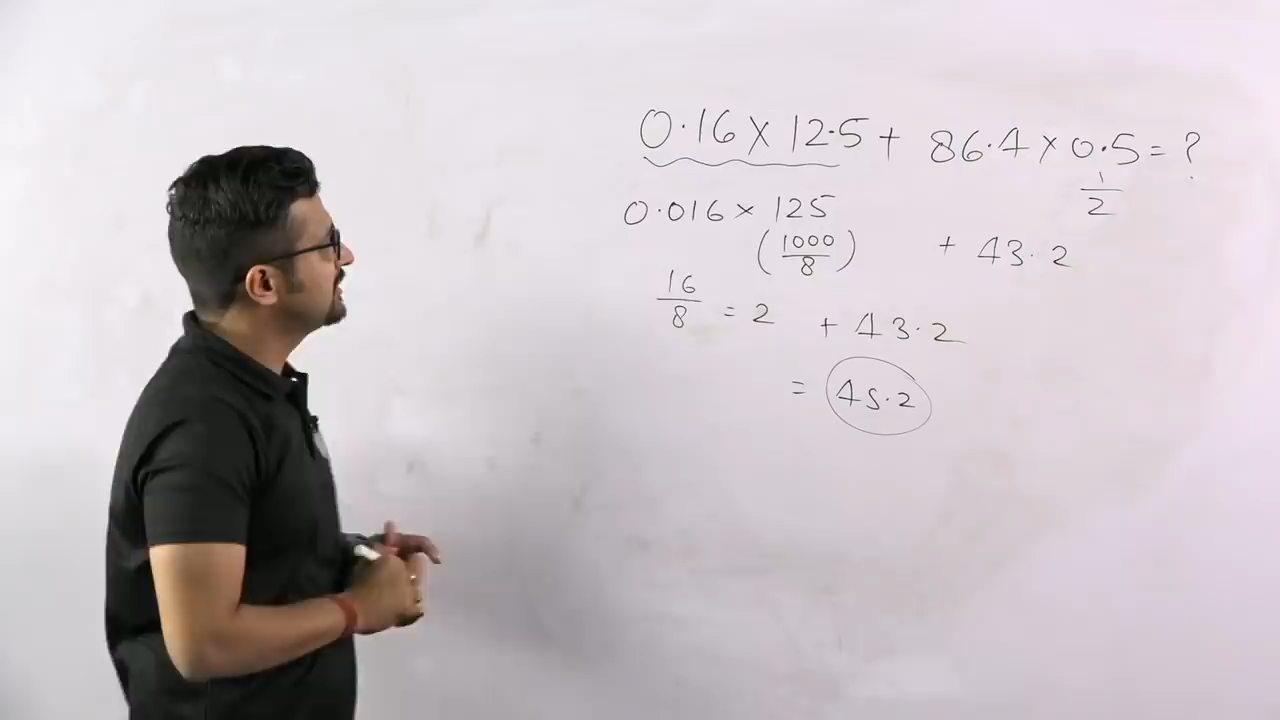 0.16 × 12.5 + 86.4 × 0.5 = ?
1/2
0.016 × 125
(1000/8) + 43.2
16/8 = 2 + 43.2
= 45.2